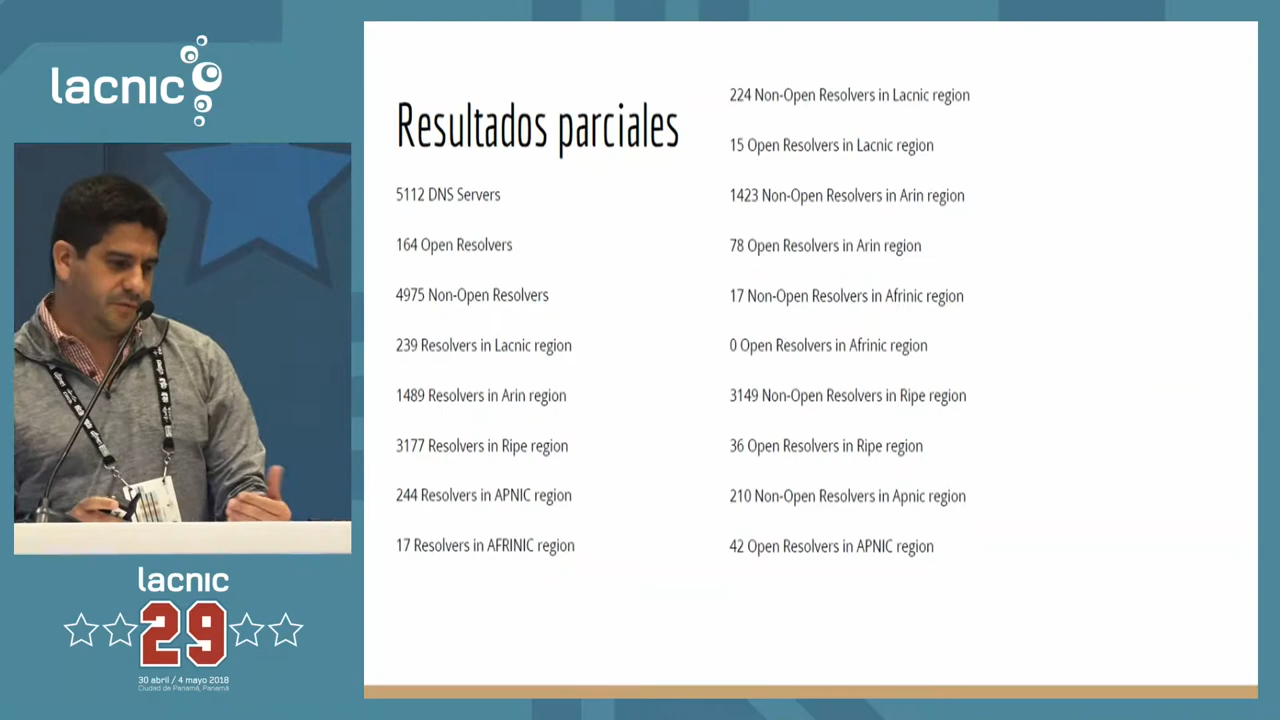 lacnic
Resultados parciales
5112 DNS Servers
164 Open Resolvers
4975 Non-Open Resolvers
239 Resolvers in Lacnic region
1489 Resolvers in Arin region
3177 Resolvers in Ripe region
244 Resolvers in APNIC region
17 Resolvers in AFRINIC region
224 Non-Open Resolvers in Lacnic region
15 Open Resolvers in Lacnic region
1423 Non-Open Resolvers in Arin region
78 Open Resolvers in Arin region
17 Non-Open Resolvers in Afrinic region
0 Open Resolvers in Afrinic region
3149 Non-Open Resolvers in Ripe region
36 Open Resolvers in Ripe region
210 Non-Open Resolvers in Apnic region
42 Open Resolvers in APNIC region
lacnic
29
30 abril / 4 mayo 2018
Ciudad de Panamá, Panamá